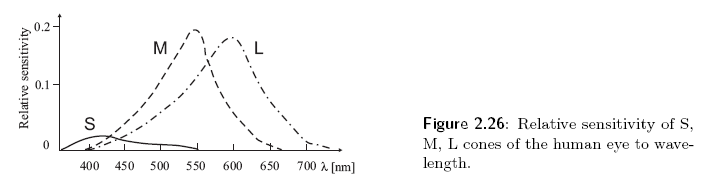 Relative sensitivity
0.2
0.1
0
S
M
L
400 450 500 550 600 650 700 λ [nm]
Figure 2.26: Relative sensitivity of S,
M, L cones of the human eye to wave-
length.